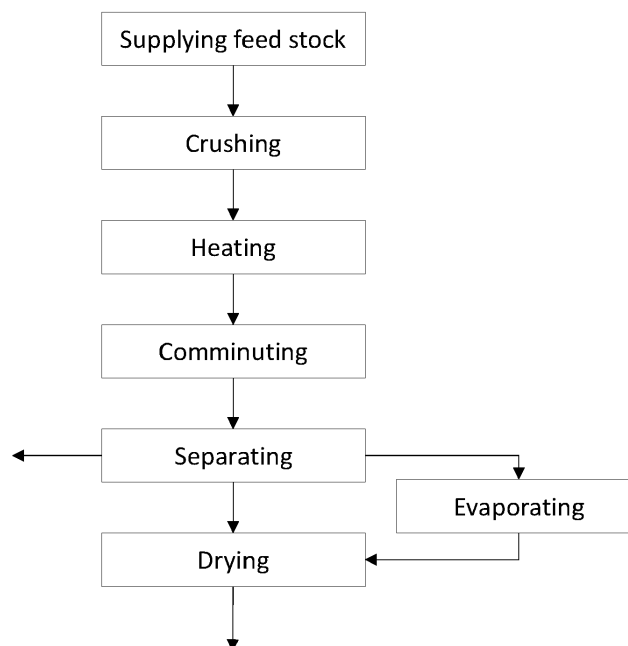 Supplying feed stock
Crushing
Heating
Comminuting
Separating
Evaporating
Drying